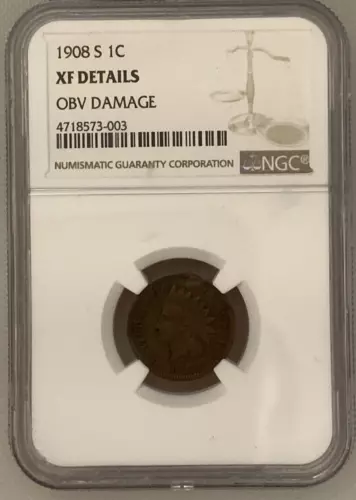 1908 S 1C
XF DETAILS
OBV DAMAGE
4718573-003
NUMISMATIC GUARANTY CORPORATION
NGC®